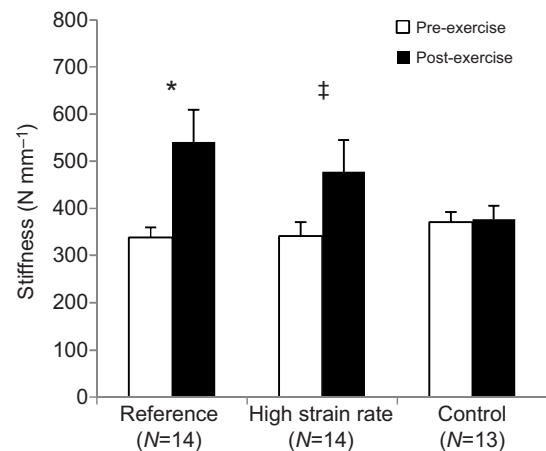 800
700
600
500
400
300
200
100
0
Stiffness (N mm⁻¹)
Pre-exercise
Post-exercise
*
‡
Reference
(N=14)
High strain rate
(N=14)
Control
(N=13)